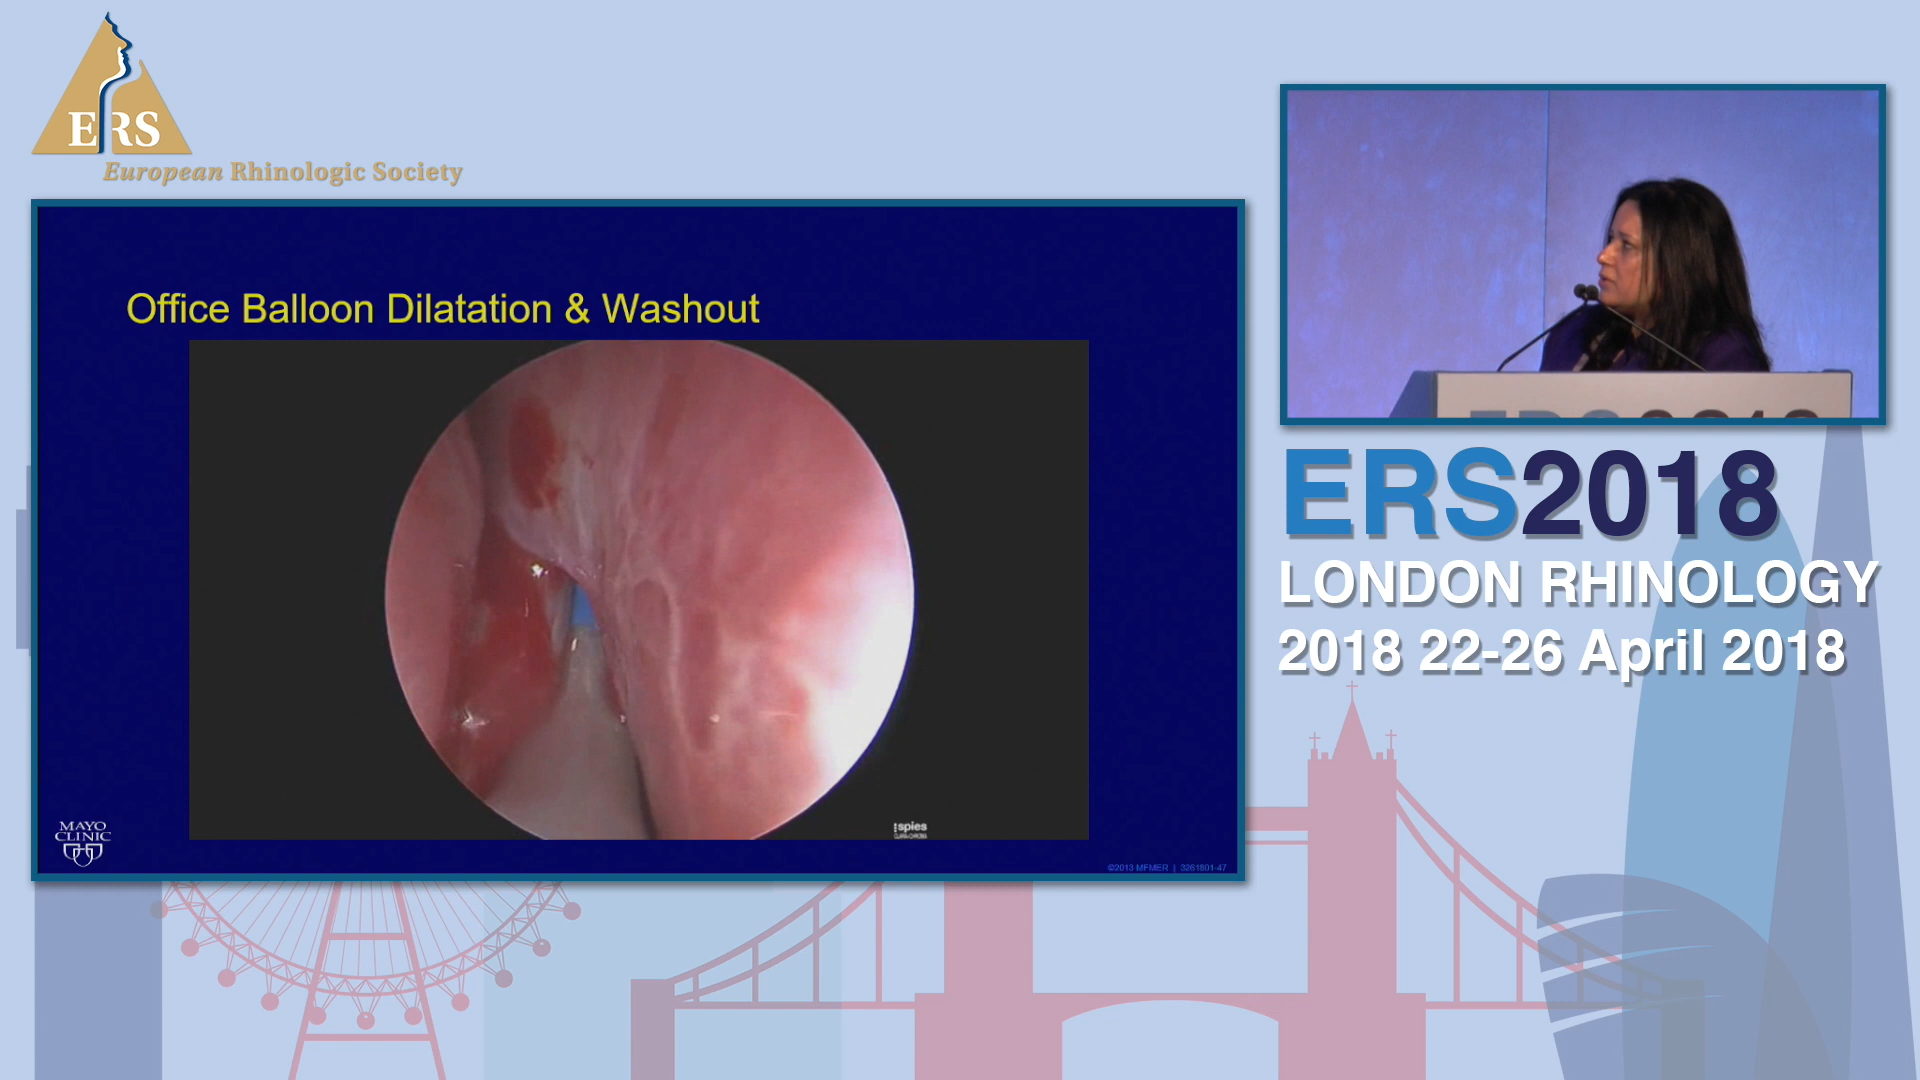 ERS
European Rhinologic Society
Office Balloon Dilatation & Washout
spies
MAYO
CLINIC
©2013 MFMER | 3261801-47
ERS2018
LONDON RHINOLOGY
2018 22-26 April 2018